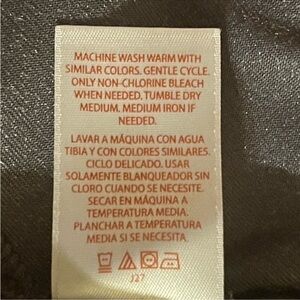 MACHINE WASH WARM WITH
SIMILAR COLORS. GENTLE CYCLE.
ONLY NON-CHLORINE BLEACH
WHEN NEEDED. TUMBLE DRY
MEDIUM. MEDIUM IRON IF
NEEDED.
LAVAR A MÁQUINA CON AGUA
TIBIA Y CON COLORES SIMILARES.
CICLO DELICADO. USAR
SOLAMENTE BLANQUEADOR SIN
CLORO CUANDO SE NECESITE.
SECAR EN MÁQUINA A
TEMPERATURA MEDIA.
PLANCHAR A TEMPERATURA
MEDIA SI SE NECESITA
J27